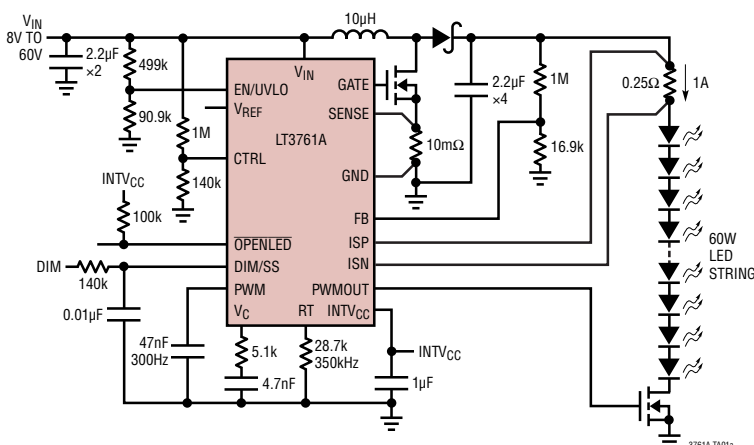 V_IN
8V TO
60V
2.2µF
×2
499k
90.9k
1M
140k
10µH
2.2µF
×4
1M
16.9k
0.25Ω
1A
V_IN
EN/UVLO
V_REF
CTRL
OPENLED
DIM/SS
PWM
V_C
RT
INTV_CC
GATE
SENSE
LT3761A
GND
FB
ISP
ISN
PWMOUT
10mΩ
INTV_CC
100k
DIM
140k
0.01µF
47nF
300Hz
5.1k
4.7nF
28.7k
350kHz
INTV_CC
1µF
60W
LED
STRING
3761A TA01a